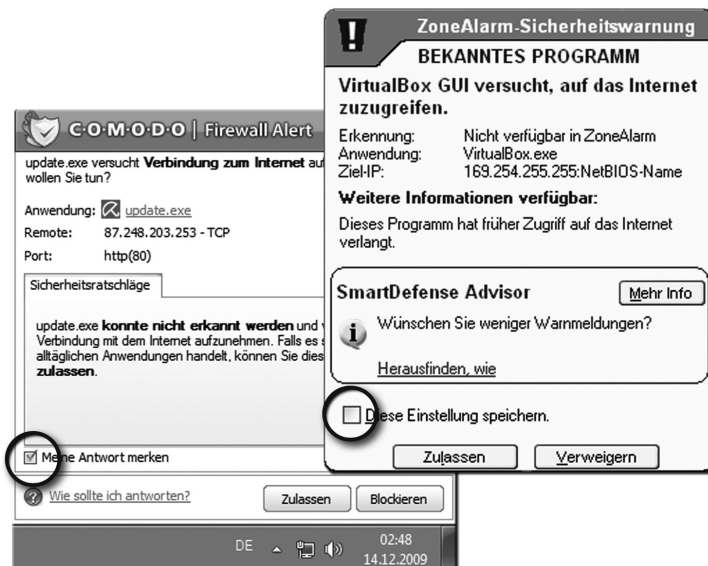 C·O·M·O·D·O | Firewall Alert
update.exe versucht Verbindung zum Internet
wollen Sie tun?
Anwendung: update.exe
Remote: 87.248.203.253 - TCP
Port: http(80)
Sicherheitsratschläge
update.exe konnte nicht erkannt werden und
Verbindung mit dem Internet aufzunehmen. Falls es
alltäglichen Anwendungen handelt, können Sie
zulassen.
Meine Antwort merken
Wie sollte ich antworten?
Zulassen
Blockieren
DE
02:48
14.12.2009
ZoneAlarm-Sicherheitswarnung
BEKANNTES PROGRAMM
VirtualBox GUI versucht, auf das Internet
zuzugreifen.
Erkennung: Nicht verfügbar in ZoneAlarm
Anwendung: VirtualBox.exe
Ziel-IP: 169.254.255.255:NetBIOS-Name
Weitere Informationen verfügbar:
Dieses Programm hat früher Zugriff auf das Internet
verlangt.
SmartDefense Advisor
Mehr Info
Wünschen Sie weniger Warnmeldungen?
Herausfinden, wie
Diese Einstellung speichern.
Zulassen
Verweigern